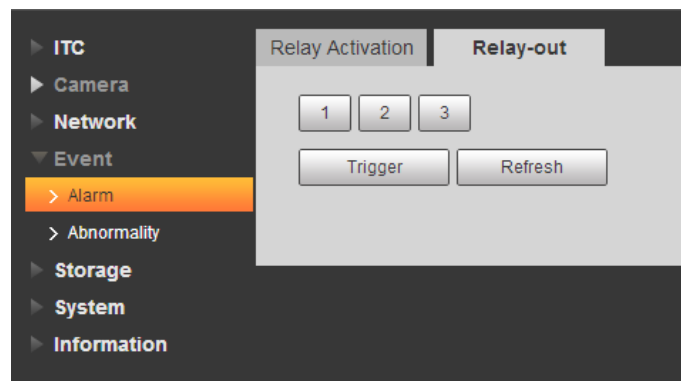 ITC
Camera
Network
Event
Alarm
Abnormality
Storage
System
Information
Relay Activation Relay-out
1 2 3
Trigger Refresh